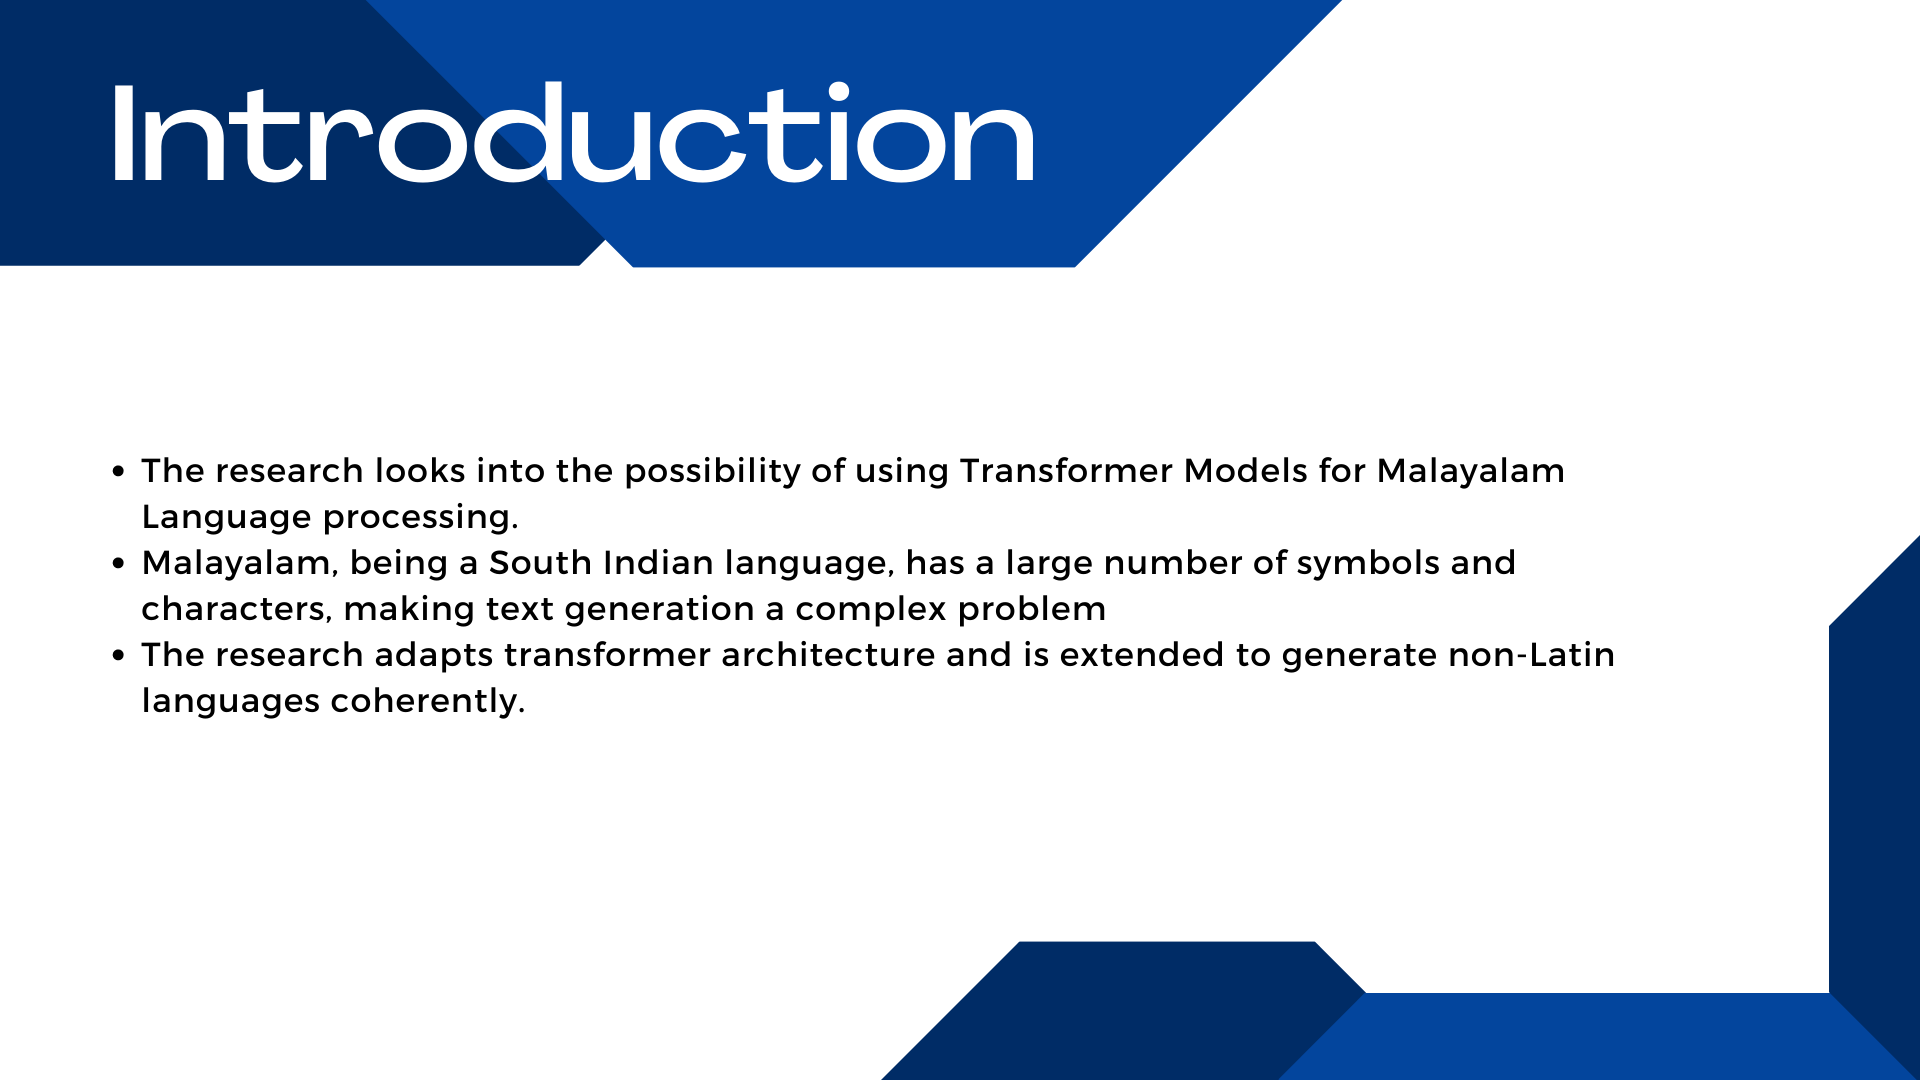 Introduction
• The research looks into the possibility of using Transformer Models for Malayalam
Language processing.
• Malayalam, being a South Indian language, has a large number of symbols and
characters, making text generation a complex problem
• The research adapts transformer architecture and is extended to generate non-Latin
languages coherently.